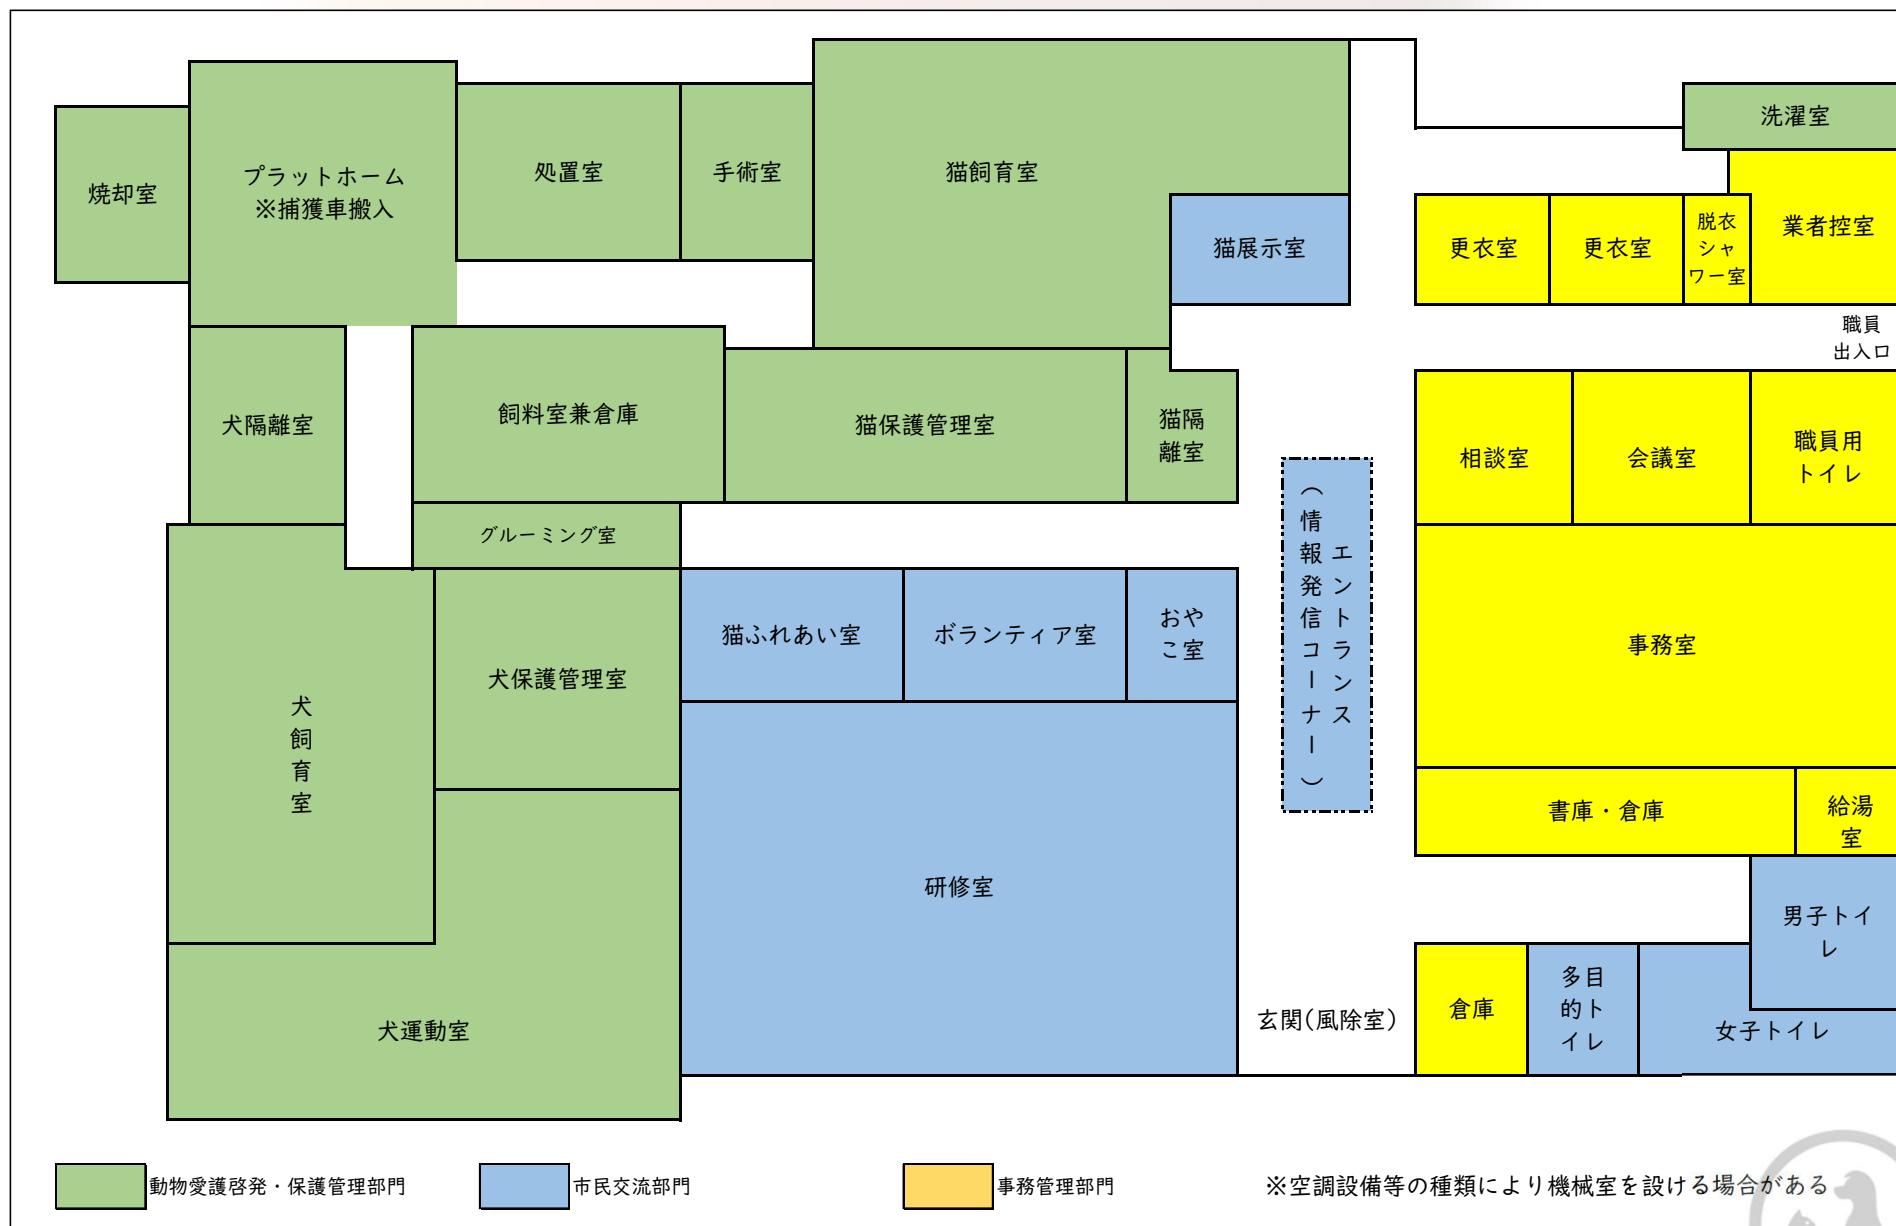 洗濯室
焼却室
プラットホーム
※捕獲車搬入
処置室
手術室
猫飼育室
猫展示室
更衣室
更衣室
脱衣
シャ
ワー室
業者控室
職員
出入口
犬隔離室
飼料室兼倉庫
猫保護管理室
猫隔
離室
相談室
会議室
職員用
トイレ
グルーミング室
エントランス
（情報発信コーナー）
猫ふれあい室
ボランティア室
おや
こ室
事務室
犬保護管理室
犬飼育室
書庫・倉庫
給湯
室
研修室
男子トイ
レ
犬運動室
玄関(風除室)
倉庫
多目
的ト
イレ
女子トイレ
動物愛護啓発・保護管理部門
市民交流部門
事務管理部門
※空調設備等の種類により機械室を設ける場合がある